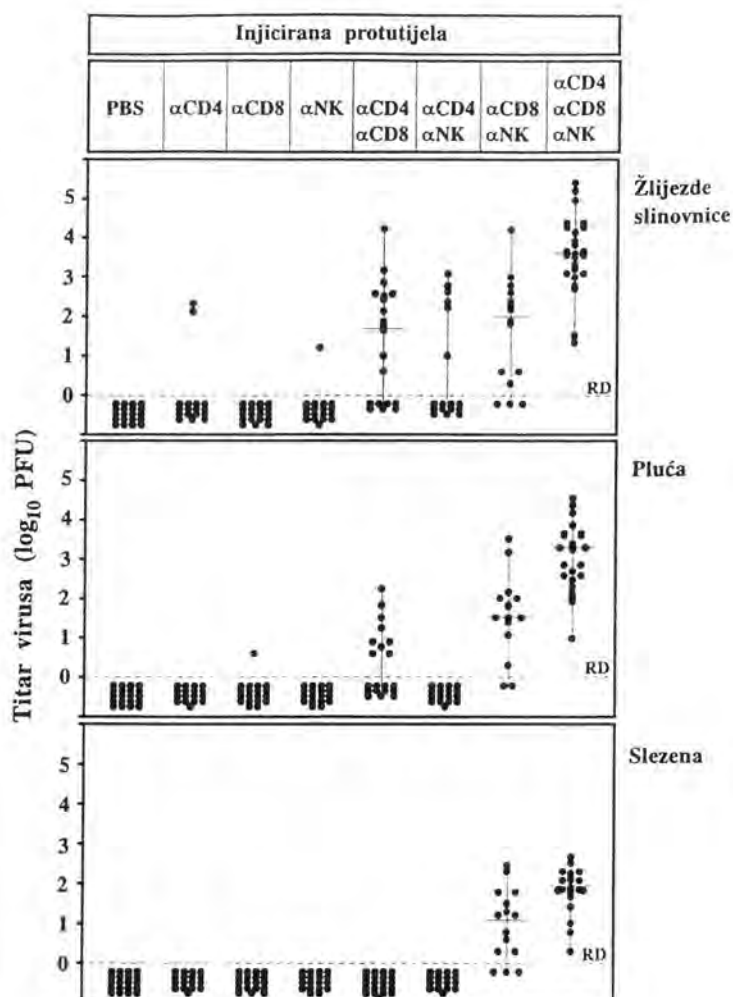 Injicirana protutijela
PBS αCD4 αCD8 αNK αCD4 αCD4 αCD8 αCD4
αCD8 αNK αNK αCD8
αNK
Žlijezde
slinovnice
5
4
3
2
1
0
RD
Pluća
5
4
3
2
1
0
RD
Slezena
5
4
3
2
1
0
RD
Titar virusa (log10 PFU)